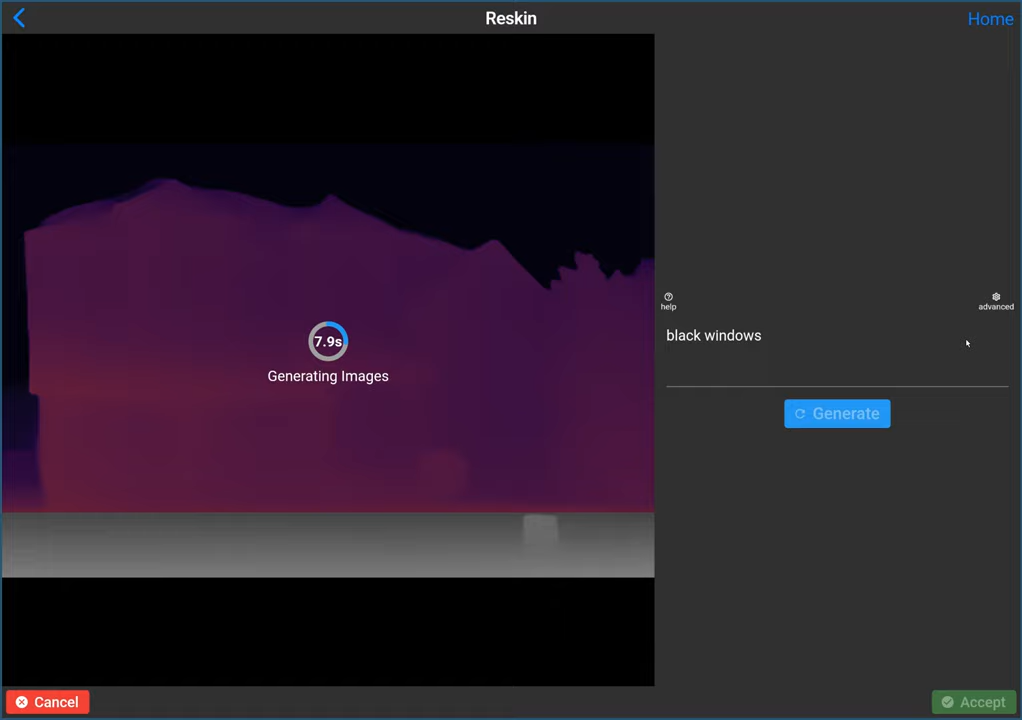 Reskin
Home
help
advanced
black windows
7.9s
Generating Images
Generate
Cancel
Accept